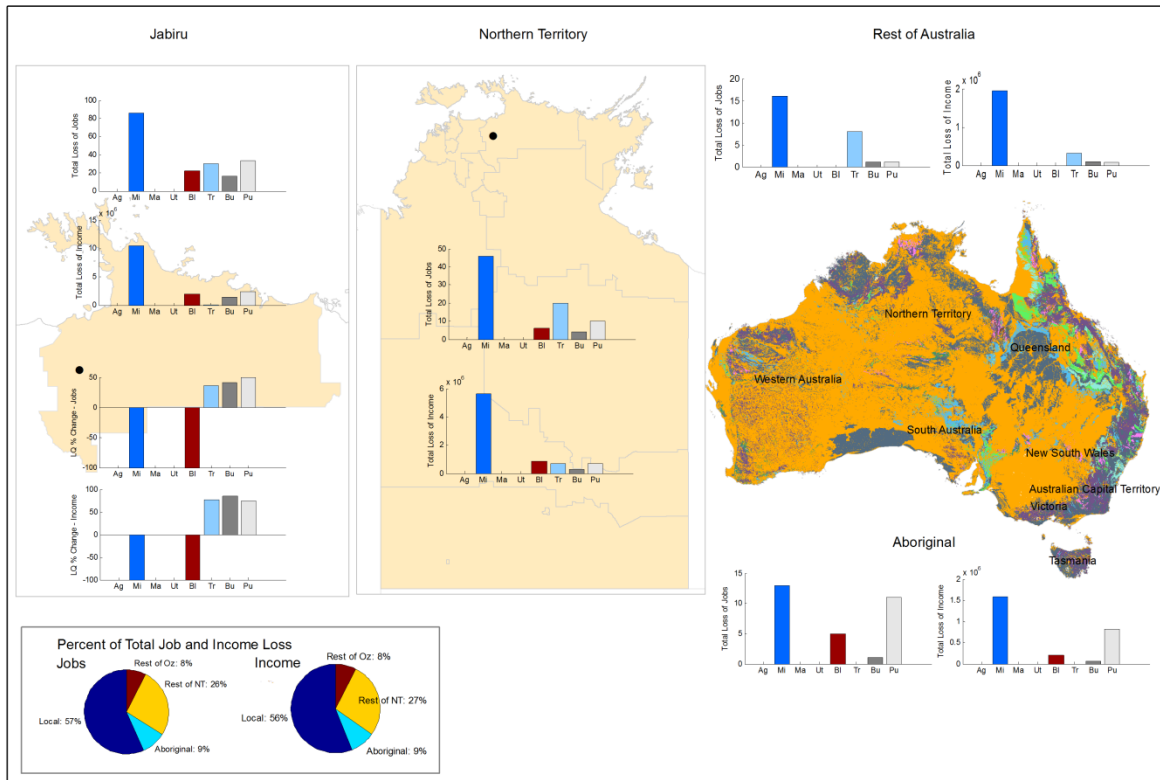 Jabiru
Northern Territory
Rest of Australia
Total Loss of Jobs
100
80
60
40
20
0
Ag Mi Ma Ut Bl Tr Bu Pu
Total Loss of Income
x 10^6
15
10
5
0
Ag Mi Ma Ut Bl Tr Bu Pu
LQ % Change - Jobs
50
0
-50
-100
Ag Mi Ma Ut Bl Tr Bu Pu
LQ % Change - Income
100
50
0
-50
-100
Ag Mi Ma Ut Bl Tr Bu Pu
Total Loss of Jobs
50
40
30
20
10
0
Ag Mi Ma Ut Bl Tr Bu Pu
Total Loss of Income
x 10^6
6
4
2
0
Ag Mi Ma Ut Bl Tr Bu Pu
Total Loss of Jobs
20
15
10
5
0
Ag Mi Ma Ut Bl Tr Bu Pu
Total Loss of Income
x 10^6
2
1
0
Ag Mi Ma Ut Bl Tr Bu Pu
Northern Territory
Queensland
Western Australia
South Australia
New South Wales
Australian Capital Territory
Victoria
Tasmania
Aboriginal
Total Loss of Jobs
10
5
0
Ag Mi Ma Ut Bl Tr Bu Pu
Total Loss of Income
x 10^6
2
1.5
1
0.5
0
Ag Mi Ma Ut Bl Tr Bu Pu
Percent of Total Job and Income Loss
Jobs
Rest of Oz: 8%
Rest of NT: 26%
Local: 57%
Aboriginal: 9%
Income
Rest of Oz: 8%
Rest of NT: 27%
Local: 56%
Aboriginal: 9%